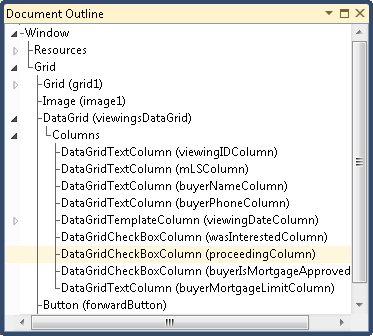 Document Outline
Window
Resources
Grid
Grid (grid1)
Image (image1)
DataGrid (viewingsDataGrid)
Columns
DataGridTextColumn (viewingIDColumn)
DataGridTextColumn (mLSColumn)
DataGridTextColumn (buyerNameColumn)
DataGridTextColumn (buyerPhoneColumn)
DataGridTemplateColumn (viewingDateColumn)
DataGridCheckBoxColumn (wasInterestedColumn)
DataGridCheckBoxColumn (proceedingColumn)
DataGridCheckBoxColumn (buyerIsMortgageApproved
DataGridTextColumn (buyerMortgageLimitColumn)
Button (forwardButton)